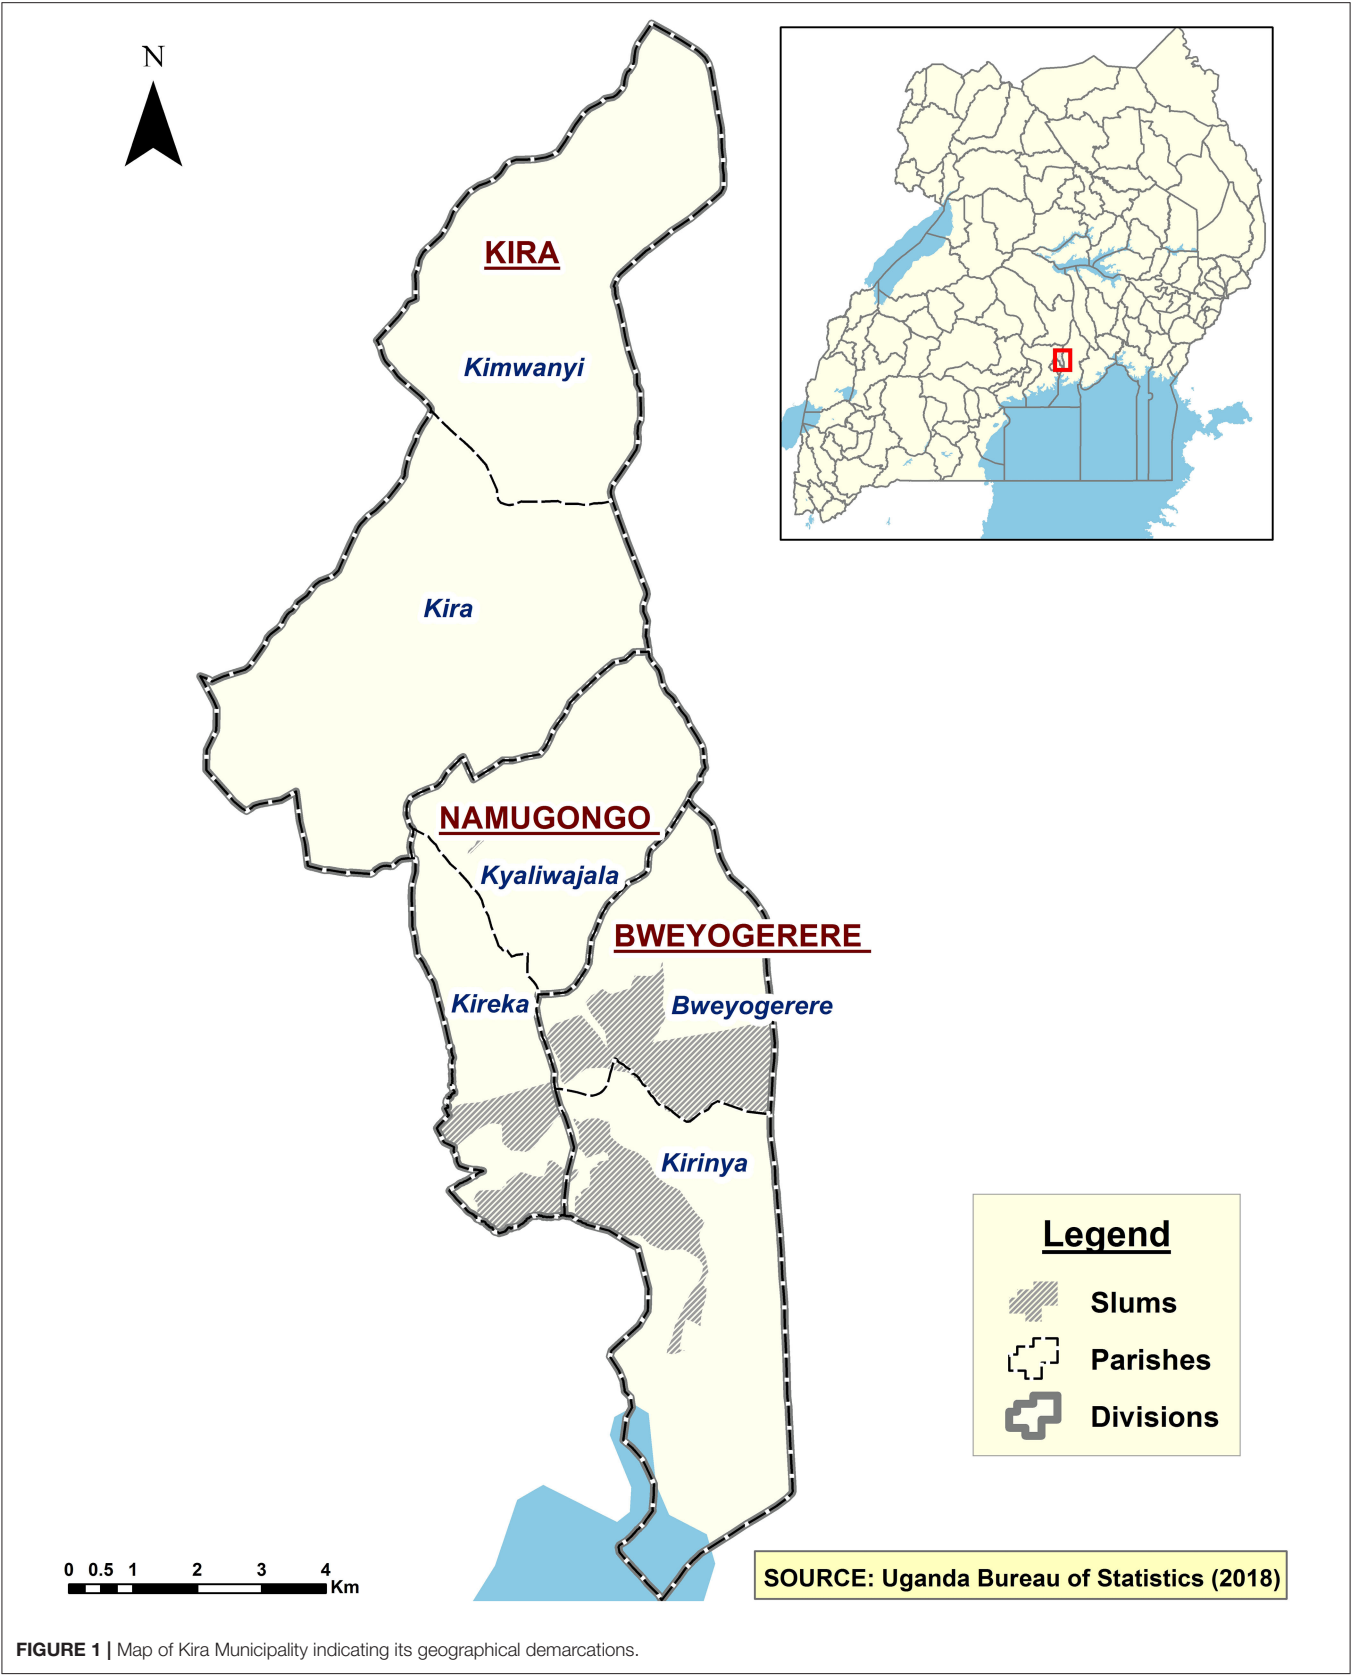 N
KIRA
Kimwanyi
Kira
NAMUGONGO
Kyaliwajala
BWEYOGERERE
Kireka
Bweyogerere
Kirinya
Legend
Slums
Parishes
Divisions
0 0.5 1 2 3 4
Km
SOURCE: Uganda Bureau of Statistics (2018)
FIGURE 1 | Map of Kira Municipality indicating its geographical demarcations.